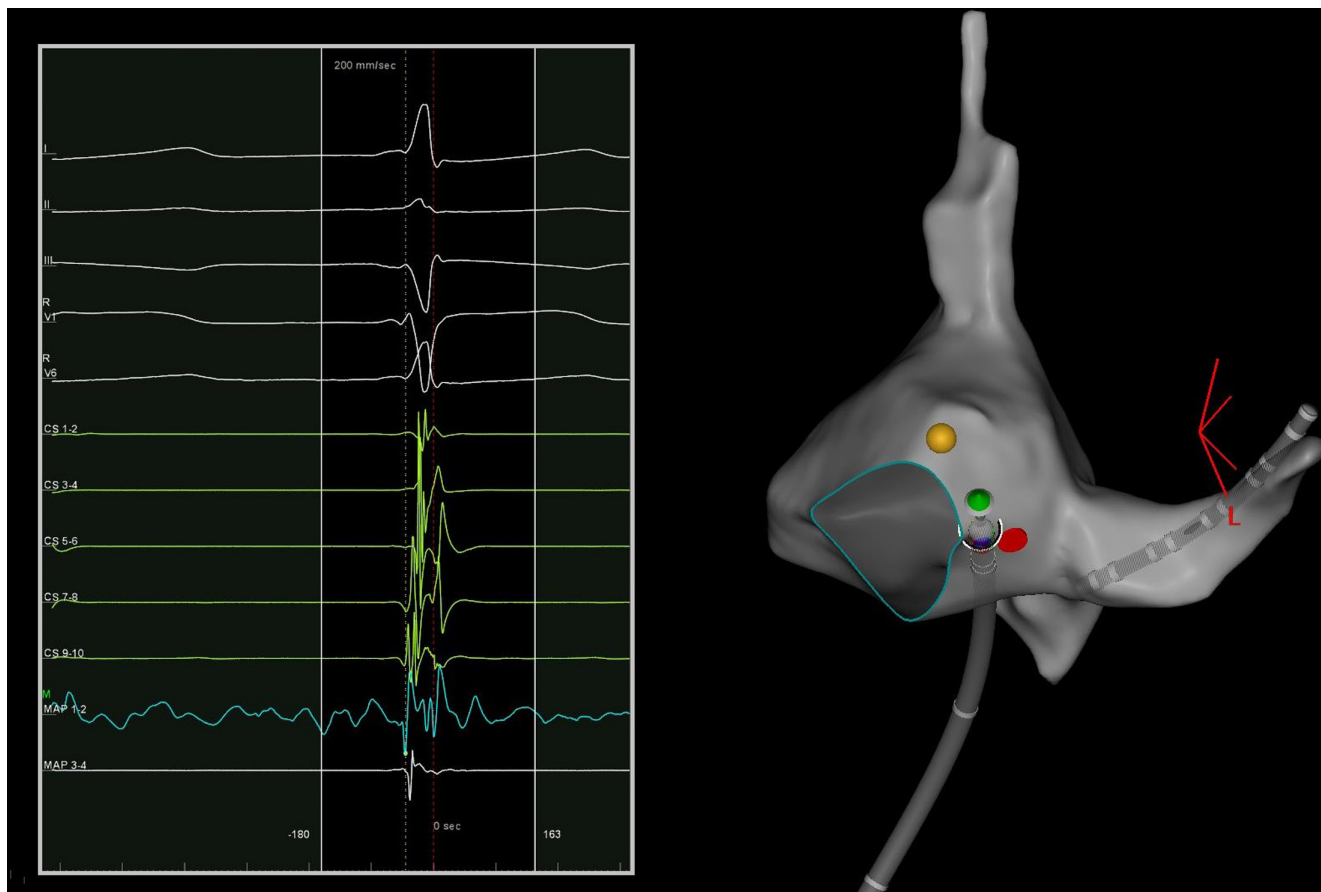 200 mm/sec
I
II
III
R
V1
R
V6
CS 1-2
CS 3-4
CS 5-6
CS 7-8
CS 9-10
M
MAP 1-2
MAP 3-4
0 sec
-180
163
L